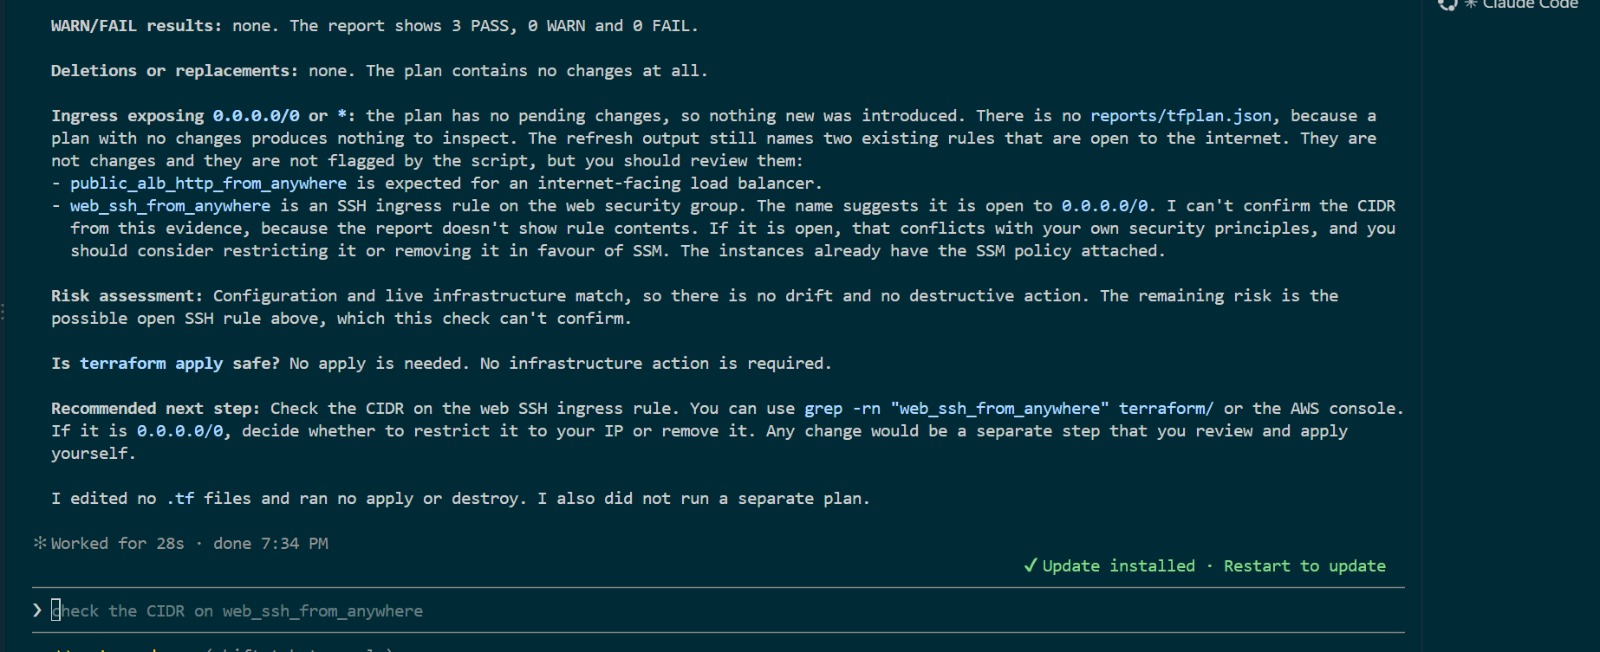 ✳ Claude Code
WARN/FAIL results: none. The report shows 3 PASS, 0 WARN and 0 FAIL.
Deletions or replacements: none. The plan contains no changes at all.
Ingress exposing 0.0.0.0/0 or *: the plan has no pending changes, so nothing new was introduced. There is no reports/tfplan.json, because a
plan with no changes produces nothing to inspect. The refresh output still names two existing rules that are open to the internet. They are
not changes and they are not flagged by the script, but you should review them:
- public_alb_http_from_anywhere is expected for an internet-facing load balancer.
- web_ssh_from_anywhere is an SSH ingress rule on the web security group. The name suggests it is open to 0.0.0.0/0. I can't confirm the CIDR
from this evidence, because the report doesn't show rule contents. If it is open, that conflicts with your own security principles, and you
should consider restricting it or removing it in favour of SSM. The instances already have the SSM policy attached.
Risk assessment: Configuration and live infrastructure match, so there is no drift and no destructive action. The remaining risk is the
possible open SSH rule above, which this check can't confirm.
Is terraform apply safe? No apply is needed. No infrastructure action is required.
Recommended next step: Check the CIDR on the web SSH ingress rule. You can use grep -rn "web_ssh_from_anywhere" terraform/ or the AWS console.
If it is 0.0.0.0/0, decide whether to restrict it to your IP or remove it. Any change would be a separate step that you review and apply
yourself.
I edited no .tf files and ran no apply or destroy. I also did not run a separate plan.
✻ Worked for 28s · done 7:34 PM
✓ Update installed · Restart to update
❯ check the CIDR on web_ssh_from_anywhere